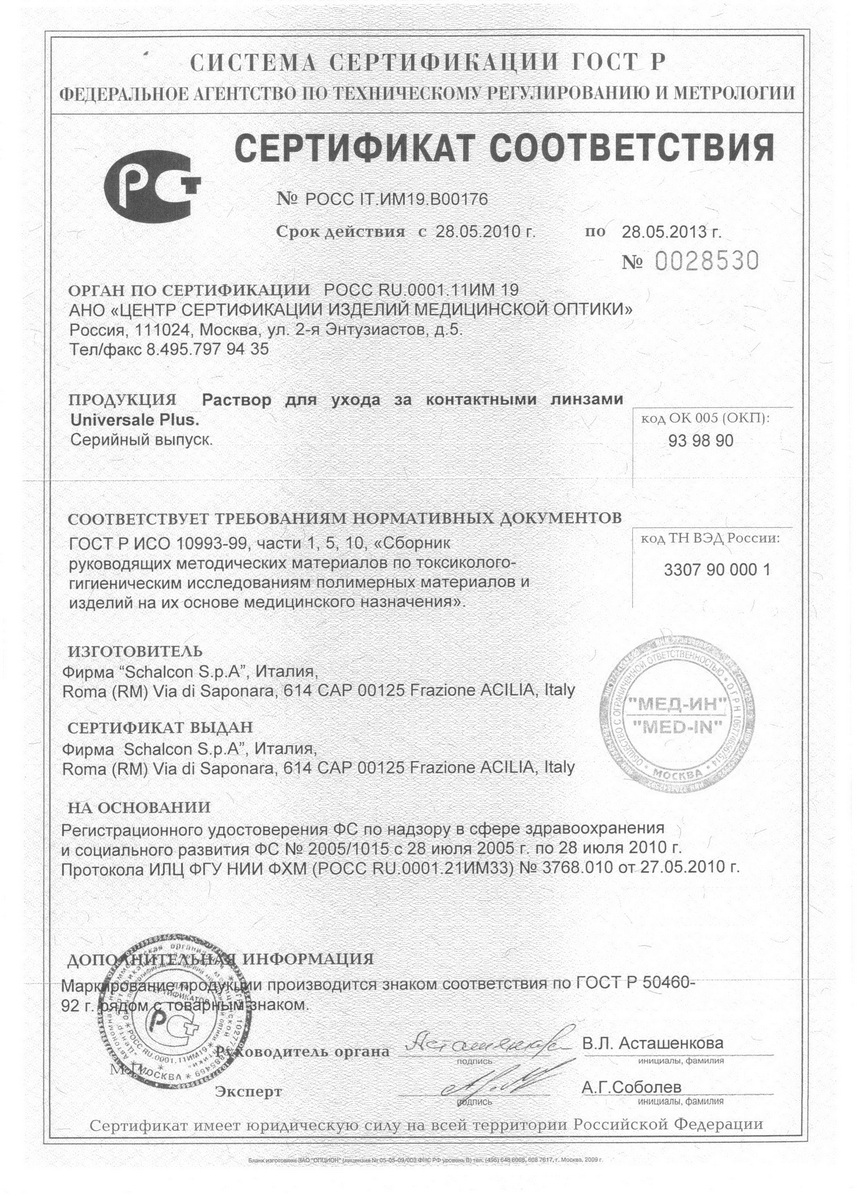 СИСТЕМА СЕРТИФИКАЦИИ ГОСТ Р
ФЕДЕРАЛЬНОЕ АГЕНТСТВО ПО ТЕХНИЧЕСКОМУ РЕГУЛИРОВАНИЮ И МЕТРОЛОГИИ
СЕРТИФИКАТ СООТВЕТСТВИЯ
№ РОСС IT.ИМ19.В00176
Срок действия с 28.05.2010 г. по 28.05.2013 г.
№ 0028530
ОРГАН ПО СЕРТИФИКАЦИИ РОСС RU.0001.11ИМ 19
АНО «ЦЕНТР СЕРТИФИКАЦИИ ИЗДЕЛИЙ МЕДИЦИНСКОЙ ОПТИКИ»
Россия, 111024, Москва, ул. 2-я Энтузиастов, д.5.
Тел/факс 8.495.797 94 35
ПРОДУКЦИЯ Раствор для ухода за контактными линзами
Universale Plus.
Серийный выпуск.
код ОК 005 (ОКП):
93 98 90
СООТВЕТСТВУЕТ ТРЕБОВАНИЯМ НОРМАТИВНЫХ ДОКУМЕНТОВ
ГОСТ Р ИСО 10993-99, части 1, 5, 10, «Сборник
руководящих методических материалов по токсиколого-
гигиеническим исследованиям полимерных материалов и
изделий на их основе медицинского назначения».
код ТН ВЭД России:
3307 90 000 1
ИЗГОТОВИТЕЛЬ
Фирма “Schalcon S.p.A”, Италия,
Roma (RM) Via di Saponara, 614 CAP 00125 Frazione ACILIA, Italy
СЕРТИФИКАТ ВЫДАН
Фирма Schalcon S.p.A”, Италия,
Roma (RM) Via di Saponara, 614 CAP 00125 Frazione ACILIA, Italy
"МЕД-ИН"
"MED-IN"
МОСКВА
НА ОСНОВАНИИ
Регистрационного удостоверения ФС по надзору в сфере здравоохранения
и социального развития ФС № 2005/1015 с 28 июля 2005 г. по 28 июля 2010 г.
Протокола ИЛЦ ФГУ НИИ ФХМ (РОСС RU.0001.21ИМ33) № 3768.010 от 27.05.2010 г.
ДОПОЛНИТЕЛЬНАЯ ИНФОРМАЦИЯ
Маркирование продукции производится знаком соответствия по ГОСТ Р 50460-
92 г. рядом с товарным знаком.
РОСС RU.0001.11ИМ19
МОСКВА
М.П.
Руководитель органа Асташенкова В.Л. Асташенкова
подпись инициалы, фамилия
Эксперт А.Г.Соболев
подпись инициалы, фамилия
Сертификат имеет юридическую силу на всей территории Российской Федерации